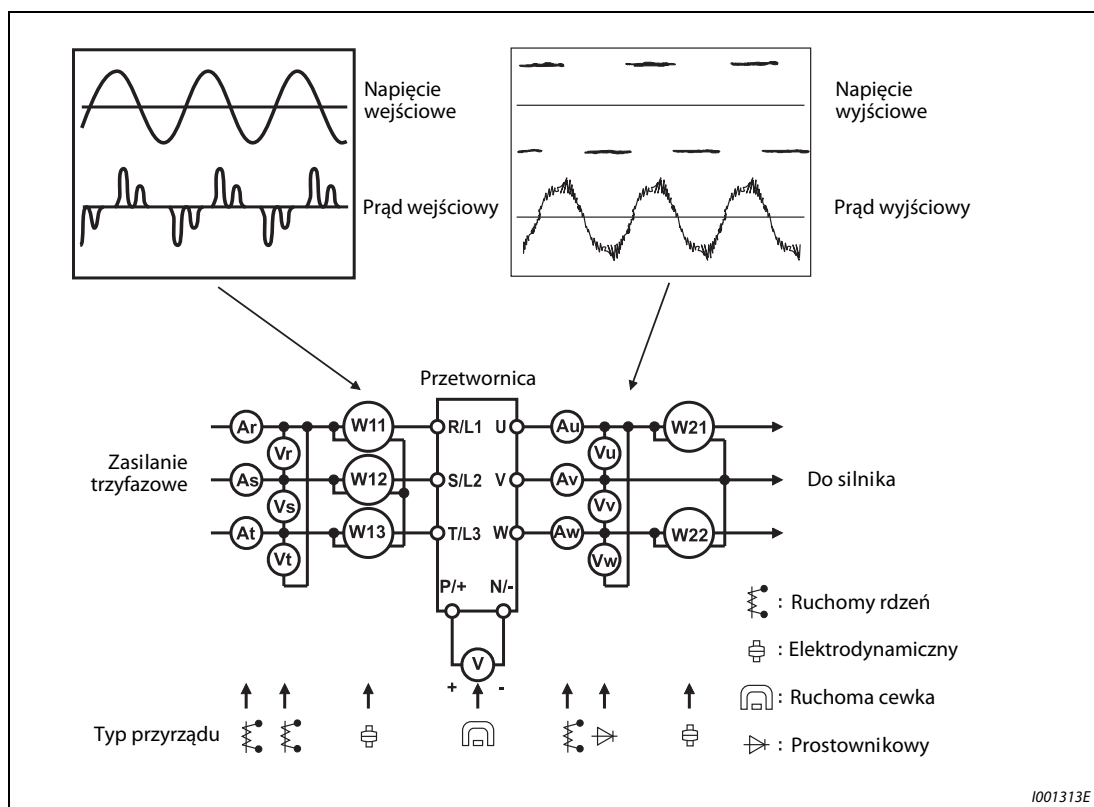 Napięcie
wejściowe
Prąd wejściowy
Napięcie
wyjściowe
Prąd wyjściowy
Przetwornica
Zasilanie
trzyfazowe
Ar
As
At
Vr
Vs
Vt
W11
W12
W13
R/L1
S/L2
T/L3
U
V
W
P/+
N/-
V
+
-
Au
Av
Aw
Vu
Vv
Vw
W21
W22
Do silnika
: Ruchomy rdzeń
: Elektrodynamiczny
: Ruchoma cewka
: Prostownikowy
Typ przyrządu
I001313E